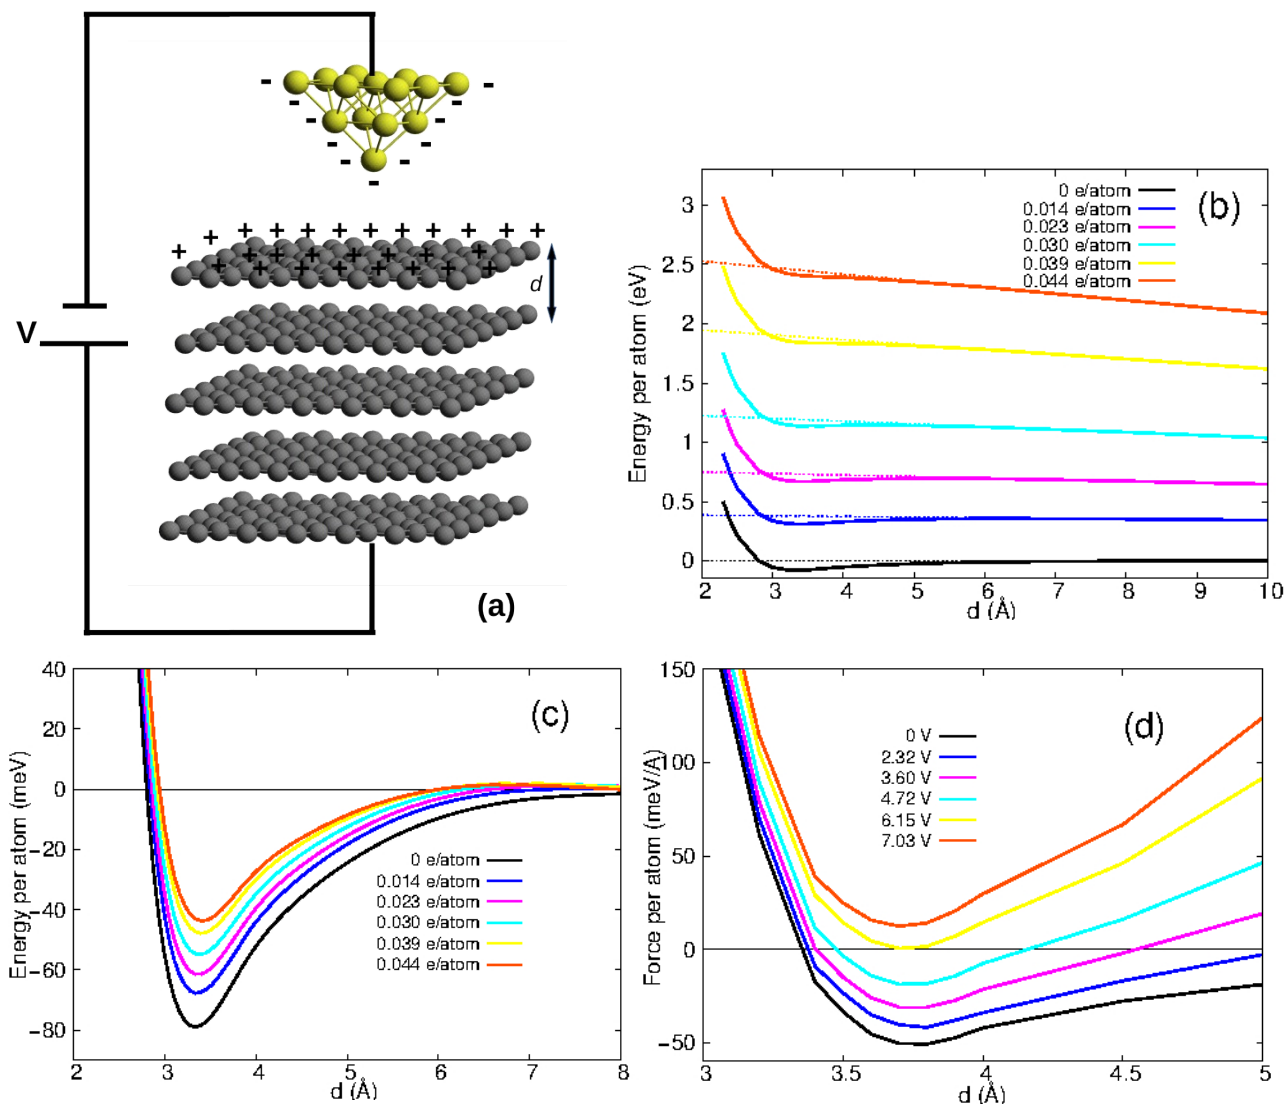 V
d
(a)
(b)
Energy per atom (eV)
3
2.5
2
1.5
1
0.5
0
0 e/atom
0.014 e/atom
0.023 e/atom
0.030 e/atom
0.039 e/atom
0.044 e/atom
2 3 4 5 6 7 8 9 10
d (Å)
(c)
Energy per atom (meV)
40
20
0
−20
−40
−60
−80
0 e/atom
0.014 e/atom
0.023 e/atom
0.030 e/atom
0.039 e/atom
0.044 e/atom
2 3 4 5 6 7 8
d (Å)
(d)
Force per atom (meV/A)
150
100
50
0
−50
0 V
2.32 V
3.60 V
4.72 V
6.15 V
7.03 V
3 3.5 4 4.5 5
d (Å)